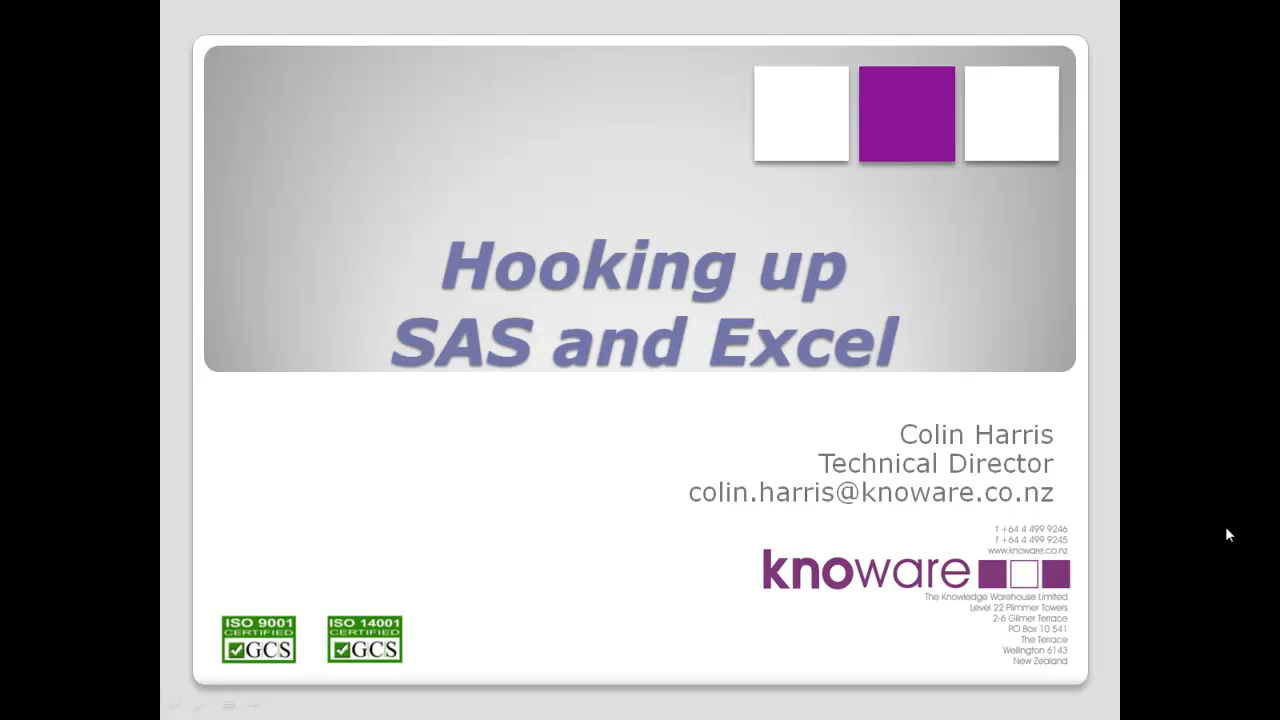 Hooking up
SAS and Excel
Colin Harris
Technical Director
colin.harris@knoware.co.nz
t +64 4 499 9246
f +64 4 499 9245
www.knoware.co.nz
knoware
The Knowledge Warehouse Limited
Level 22 Plimmer Towers
2-6 Gilmer Terrace
PO Box 10 541
The Terrace
Wellington 6143
New Zealand
ISO 9001
CERTIFIED
GCS
ISO 14001
CERTIFIED
GCS